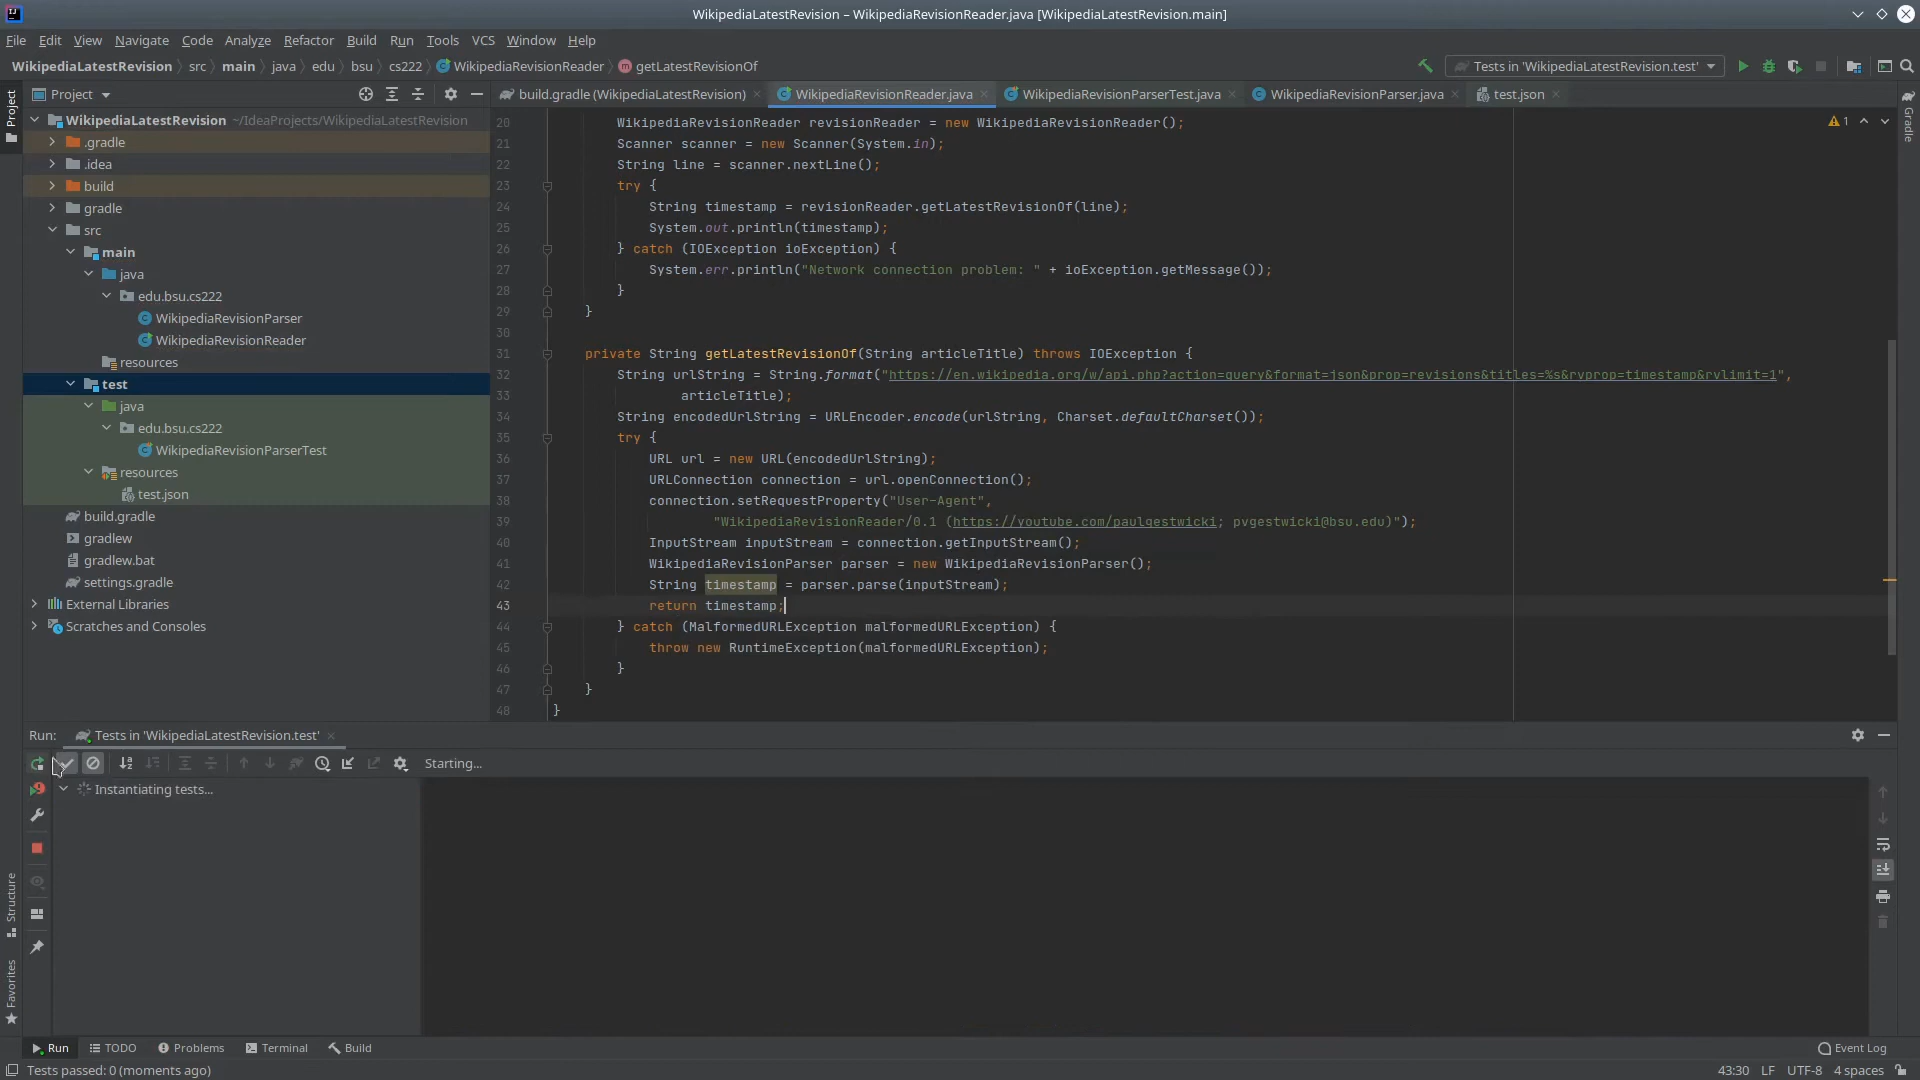 WikipediaLatestRevision – WikipediaRevisionReader.java [WikipediaLatestRevision.main]
File Edit View Navigate Code Analyze Refactor Build Run Tools VCS Window Help
WikipediaLatestRevision src main java edu bsu cs222 WikipediaRevisionReader getLatestRevisionOf
Tests in 'WikipediaLatestRevision.test'
Project
build.gradle (WikipediaLatestRevision) WikipediaRevisionReader.java WikipediaRevisionParserTest.java WikipediaRevisionParser.java test.json
Project
Gradle
WikipediaLatestRevision ~/IdeaProjects/WikipediaLatestRevision
.gradle
.idea
build
gradle
src
main
java
edu.bsu.cs222
WikipediaRevisionParser
WikipediaRevisionReader
resources
test
java
edu.bsu.cs222
WikipediaRevisionParserTest
resources
test.json
build.gradle
gradlew
gradlew.bat
settings.gradle
External Libraries
Scratches and Consoles
1
20 WikipediaRevisionReader revisionReader = new WikipediaRevisionReader();
21 Scanner scanner = new Scanner(System.in);
22 String line = scanner.nextLine();
23 try {
24 String timestamp = revisionReader.getLatestRevisionOf(line);
25 System.out.println(timestamp);
26 } catch (IOException ioException) {
27 System.err.println("Network connection problem: " + ioException.getMessage());
28 }
29 }
30
31 private String getLatestRevisionOf(String articleTitle) throws IOException {
32 String urlString = String.format("https://en.wikipedia.org/w/api.php?action=query&format=json&prop=revisions&titles=%s&rvprop=timestamp&rvlimit=1",
33 articleTitle);
34 String encodedUrlString = URLEncoder.encode(urlString, Charset.defaultCharset());
35 try {
36 URL url = new URL(encodedUrlString);
37 URLConnection connection = url.openConnection();
38 connection.setRequestProperty("User-Agent",
39 "WikipediaRevisionReader/0.1 (https://youtube.com/paulgestwicki; pvgestwicki@bsu.edu)");
40 InputStream inputStream = connection.getInputStream();
41 WikipediaRevisionParser parser = new WikipediaRevisionParser();
42 String timestamp = parser.parse(inputStream);
43 return timestamp;
44 } catch (MalformedURLException malformedURLException) {
45 throw new RuntimeException(malformedURLException);
46 }
47 }
48 }
Run: Tests in 'WikipediaLatestRevision.test'
Starting...
Instantiating tests...
Structure
Favorites
Run TODO Problems Terminal Build Event Log
Tests passed: 0 (moments ago) 43:30 LF UTF-8 4 spaces